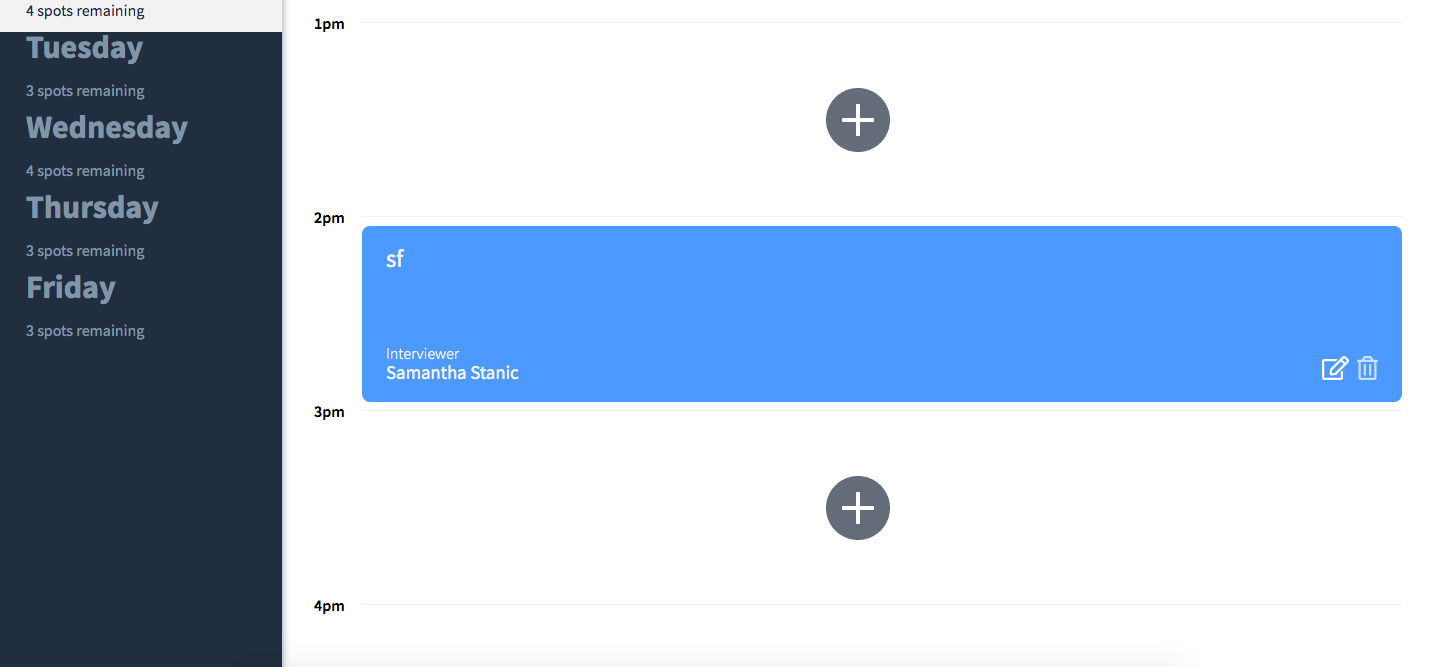 4 spots remaining
Tuesday
3 spots remaining
Wednesday
4 spots remaining
Thursday
3 spots remaining
Friday
3 spots remaining
1pm
2pm
sf
Interviewer
Samantha Stanic
3pm
4pm